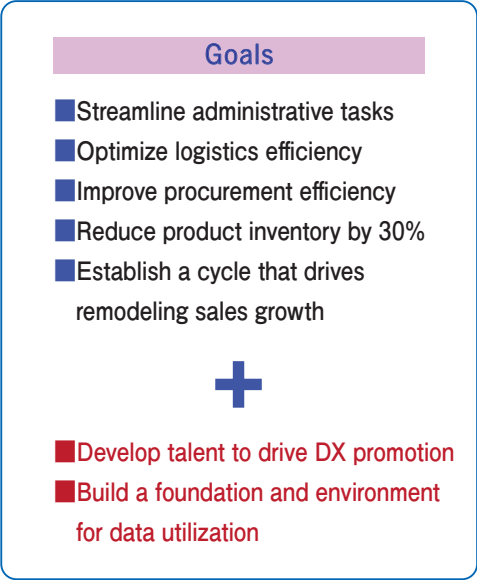 Goals
■Streamline administrative tasks
■Optimize logistics efficiency
■Improve procurement efficiency
■Reduce product inventory by 30%
■Establish a cycle that drives
remodeling sales growth
+
■Develop talent to drive DX promotion
■Build a foundation and environment
for data utilization